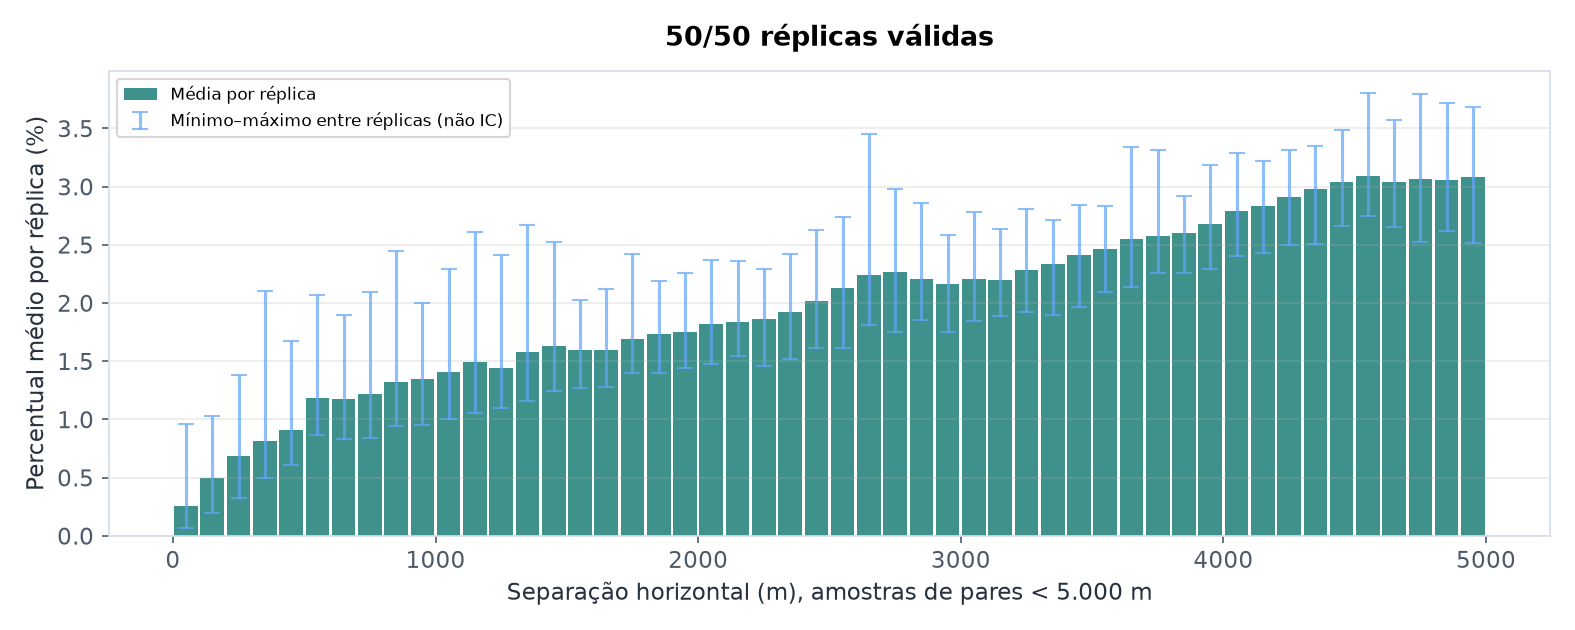 50/50 réplicas válidas
Média por réplica
Mínimo–máximo entre réplicas (não IC)
Percentual médio por réplica (%)
3.5
3.0
2.5
2.0
1.5
1.0
0.5
0.0
0 1000 2000 3000 4000 5000
Separação horizontal (m), amostras de pares < 5.000 m